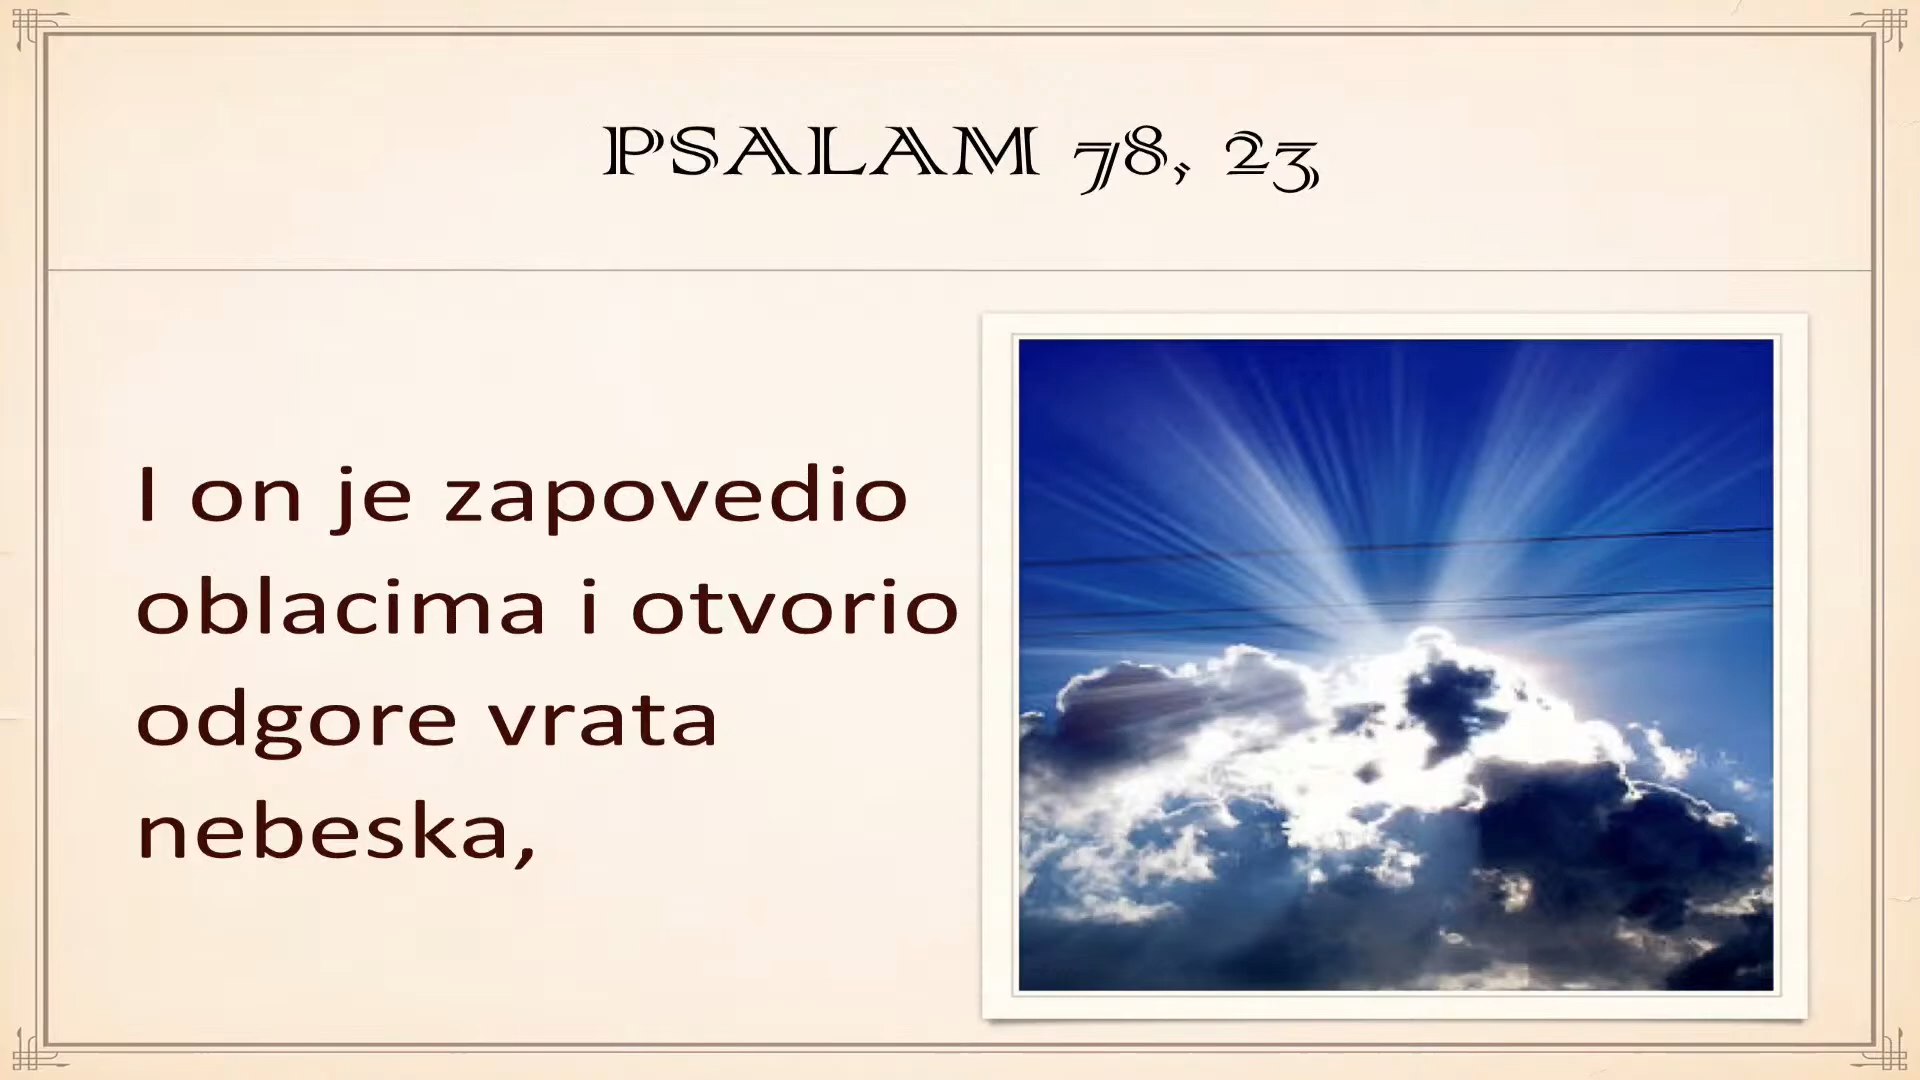 PSALAM 78, 23
I on je zapovedio
oblacima i otvorio
odgore vrata
nebeska,